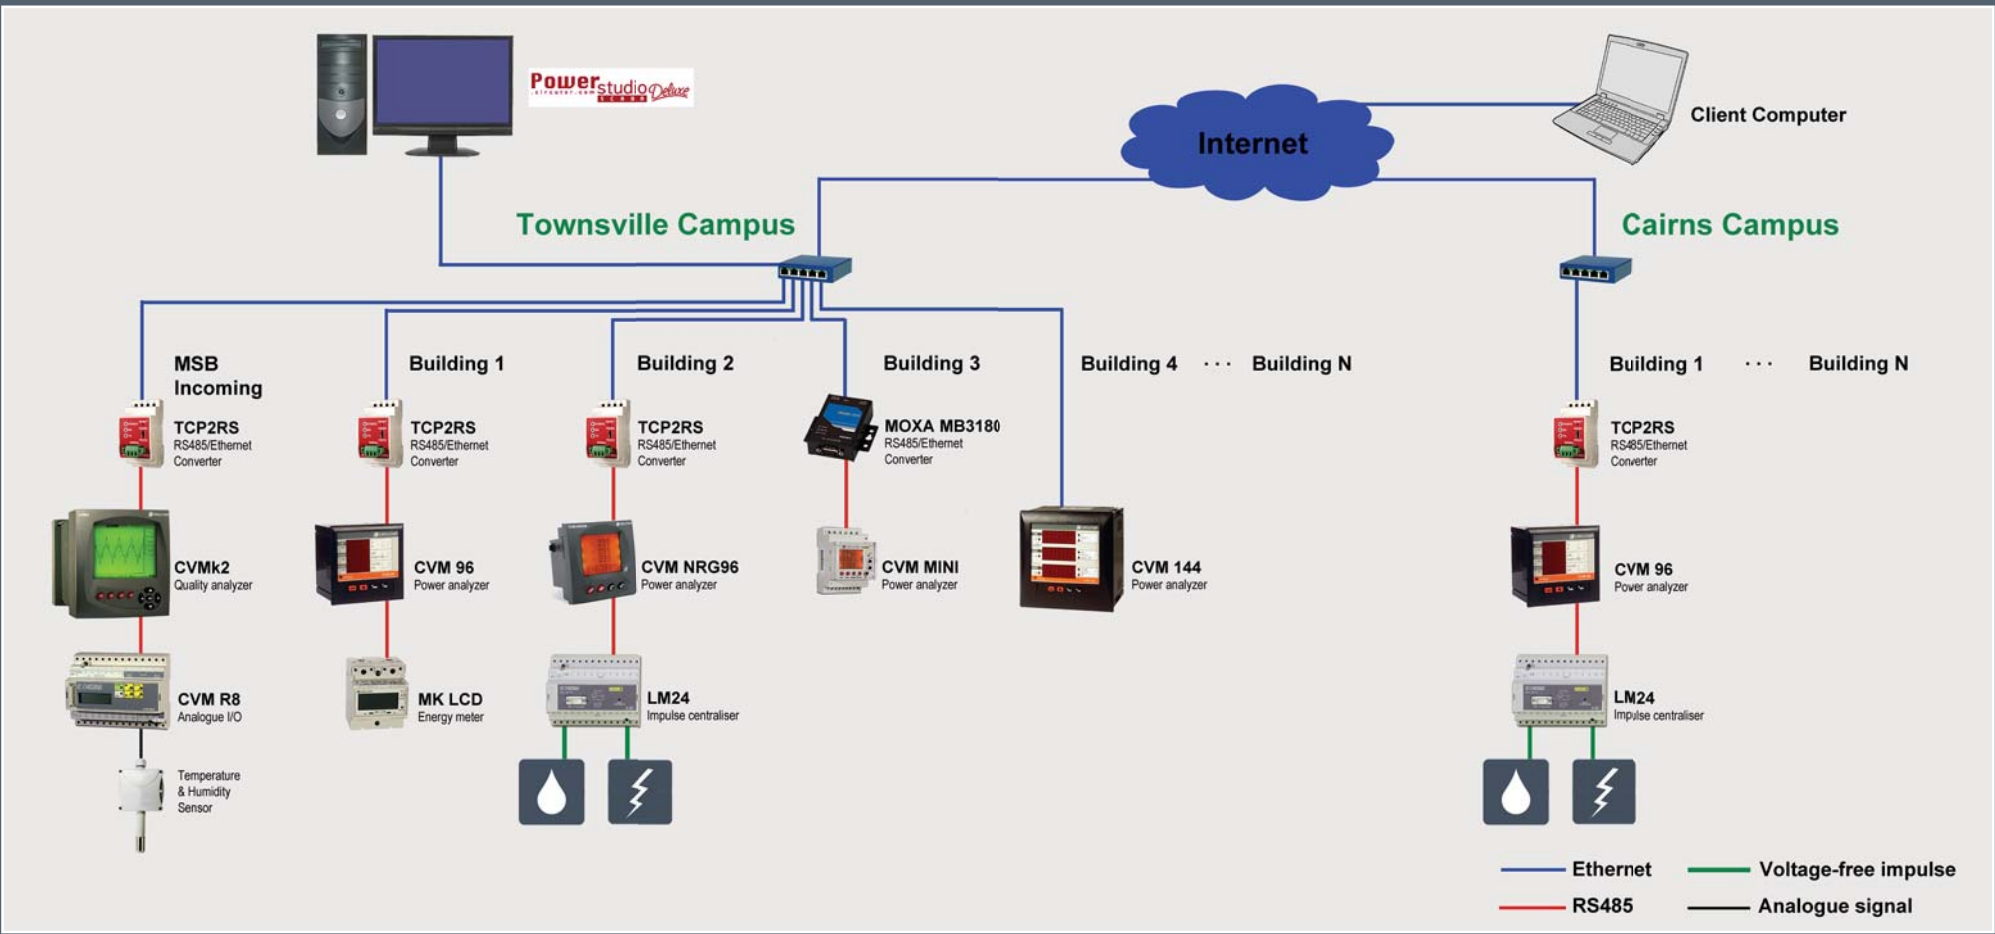 Power studio Deluxe
.circutor.com SCADA
Internet
Client Computer
Townsville Campus
Cairns Campus
MSB
Incoming
Building 1
Building 2
Building 3
Building 4 ... Building N
Building 1 ... Building N
TCP2RS
RS485/Ethernet
Converter
TCP2RS
RS485/Ethernet
Converter
TCP2RS
RS485/Ethernet
Converter
MOXA MB3180
RS485/Ethernet
Converter
TCP2RS
RS485/Ethernet
Converter
CVMk2
Quality analyzer
CVM 96
Power analyzer
CVM NRG96
Power analyzer
CVM MINI
Power analyzer
CVM 144
Power analyzer
CVM 96
Power analyzer
CVM R8
Analogue I/O
MK LCD
Energy meter
LM24
Impulse centraliser
LM24
Impulse centraliser
Temperature
& Humidity
Sensor
Ethernet
Voltage-free impulse
RS485
Analogue signal